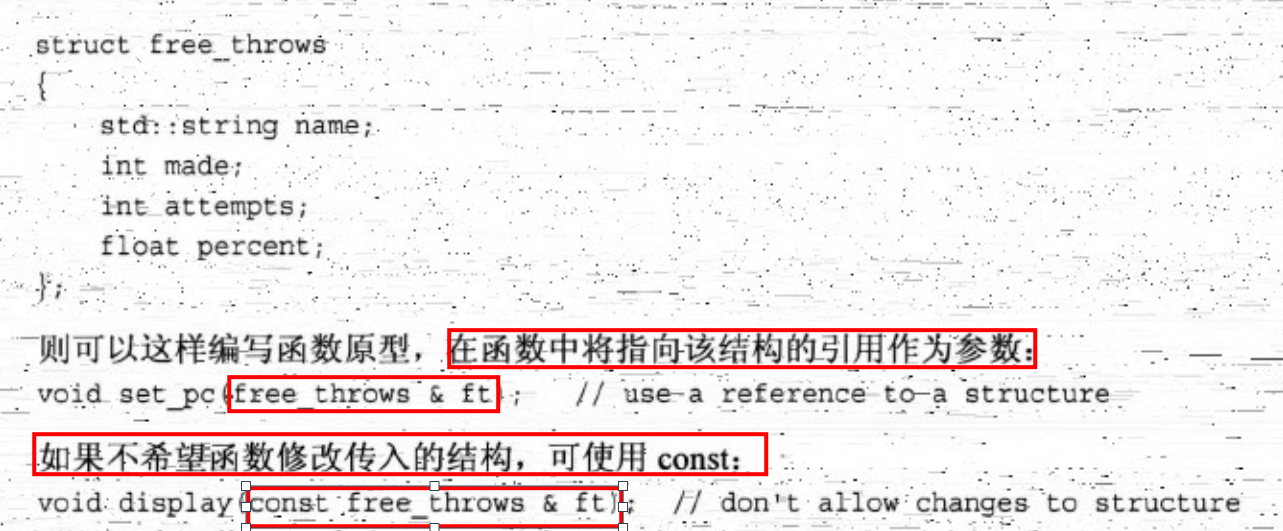 struct free_throws
{
std::string name;
int made;
int attempts;
float percent;
};
则可以这样编写函数原型，在函数中将指向该结构的引用作为参数：
void set_pc(free_throws & ft); // use a reference to a structure
如果不希望函数修改传入的结构，可使用 const：
void display(const free_throws & ft); // don't allow changes to structure